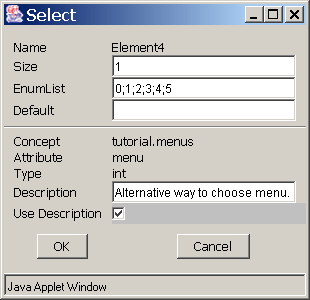 Select
Name Element4
Size 1
EnumList 0;1;2;3;4;5
Default
Concept tutorial.menus
Attribute menu
Type int
Description Alternative way to choose menu.
Use Description
OK Cancel
Java Applet Window